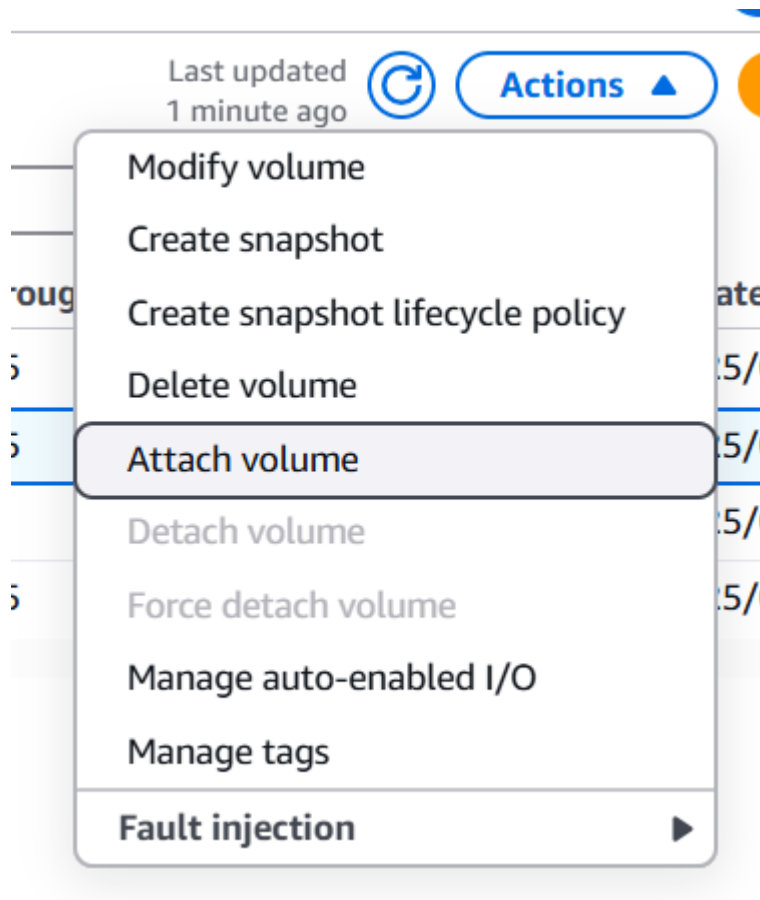 Last updated
1 minute ago
Actions
Modify volume
Create snapshot
Create snapshot lifecycle policy
Delete volume
Attach volume
Detach volume
Force detach volume
Manage auto-enabled I/O
Manage tags
Fault injection